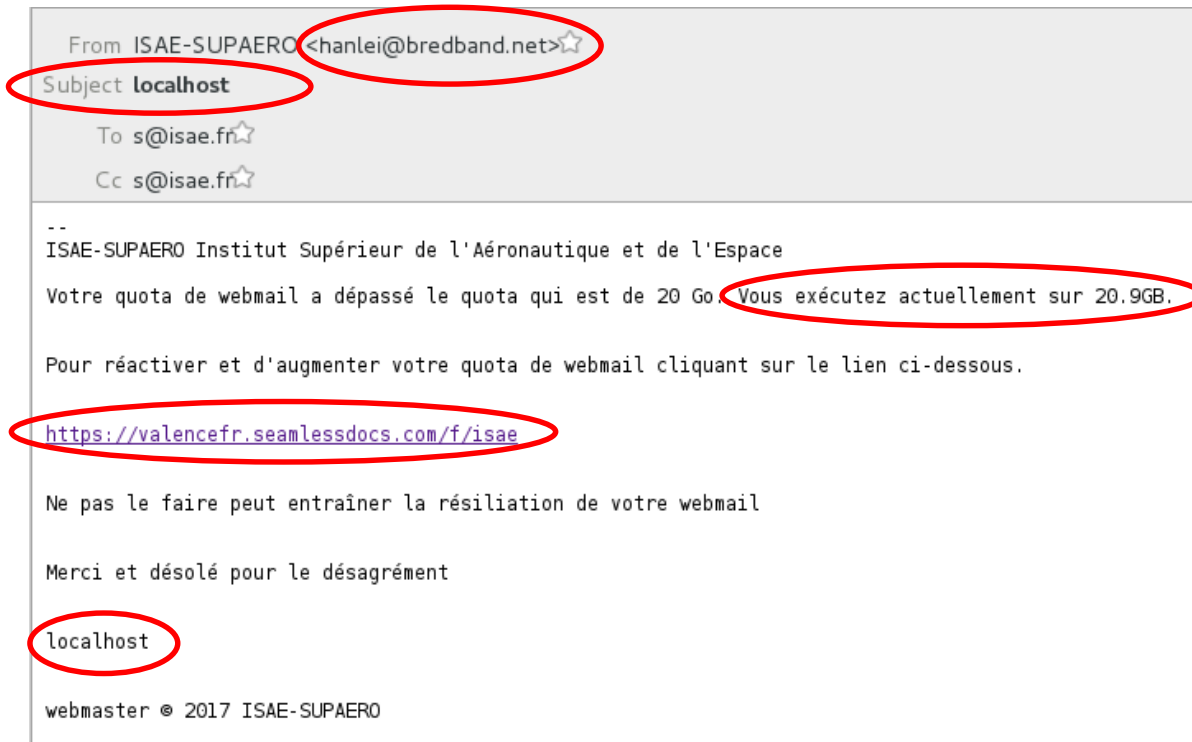 From ISAE-SUPAERO <hanlei@bredband.net>
Subject localhost
To s@isae.fr
Cc s@isae.fr
--
ISAE-SUPAERO Institut Supérieur de l'Aéronautique et de l'Espace
Votre quota de webmail a dépassé le quota qui est de 20 Go. Vous exécutez actuellement sur 20.9GB.
Pour réactiver et d'augmenter votre quota de webmail cliquant sur le lien ci-dessous.
https://valencefr.seamlessdocs.com/f/isae
Ne pas le faire peut entraîner la résiliation de votre webmail
Merci et désolé pour le désagrément
localhost
webmaster © 2017 ISAE-SUPAERO